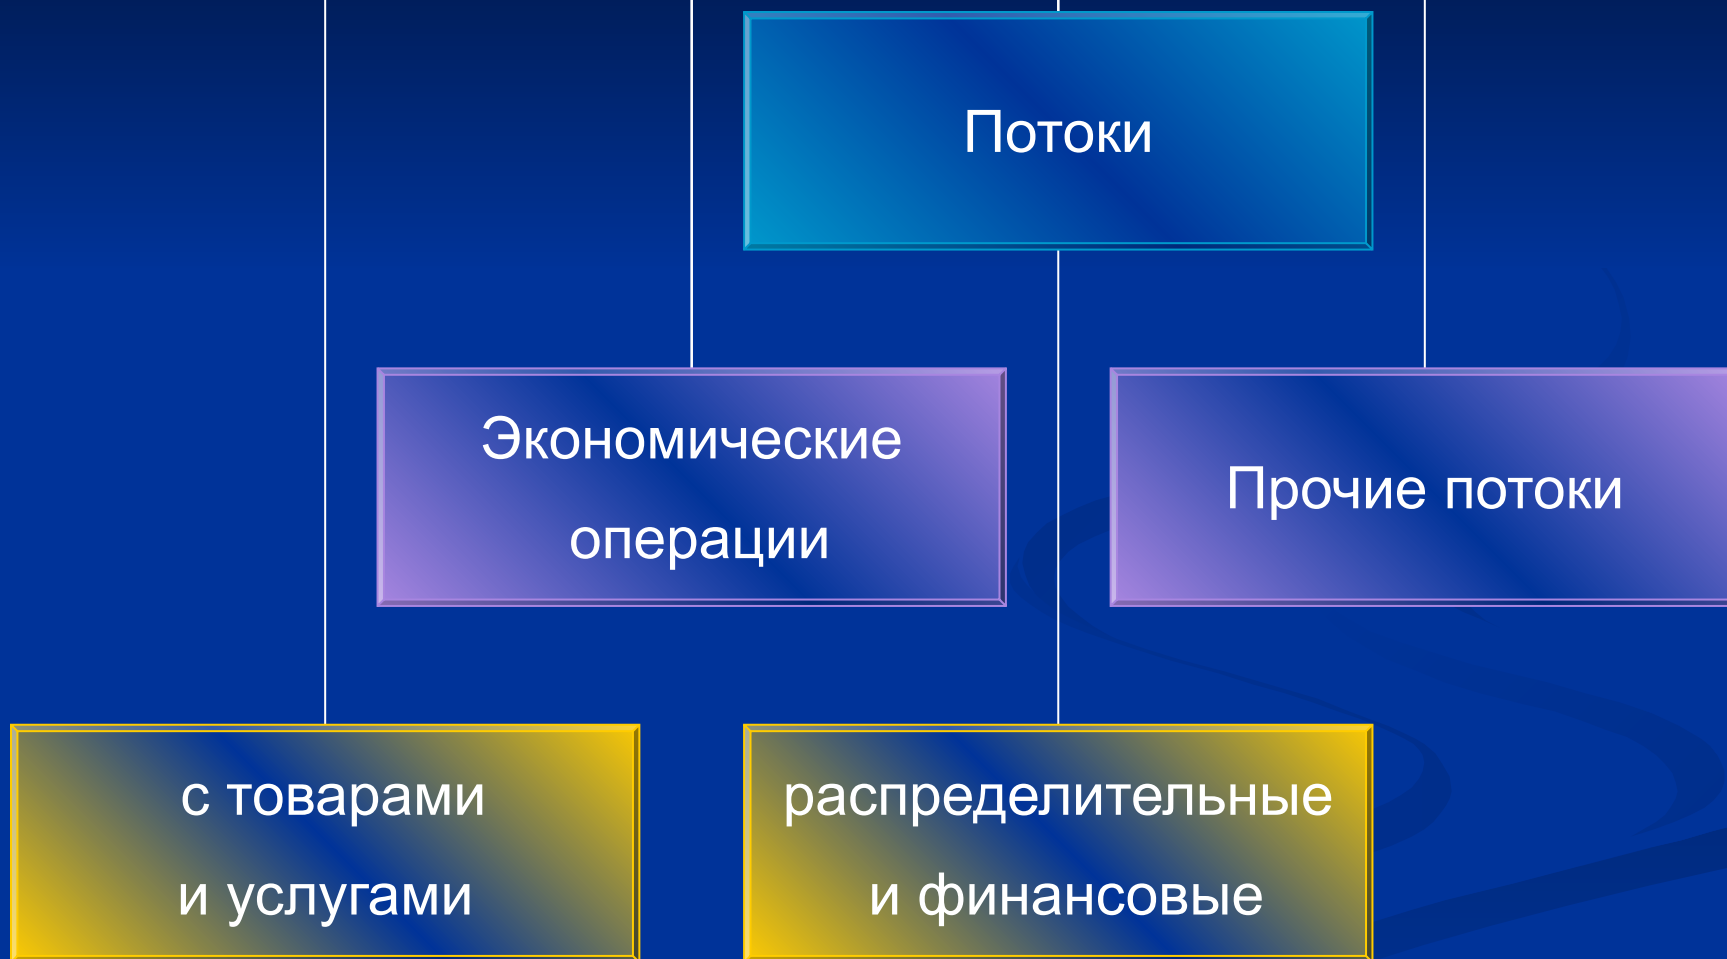 Потоки
Экономические
операции
Прочие потоки
с товарами
и услугами
распределительные
и финансовые